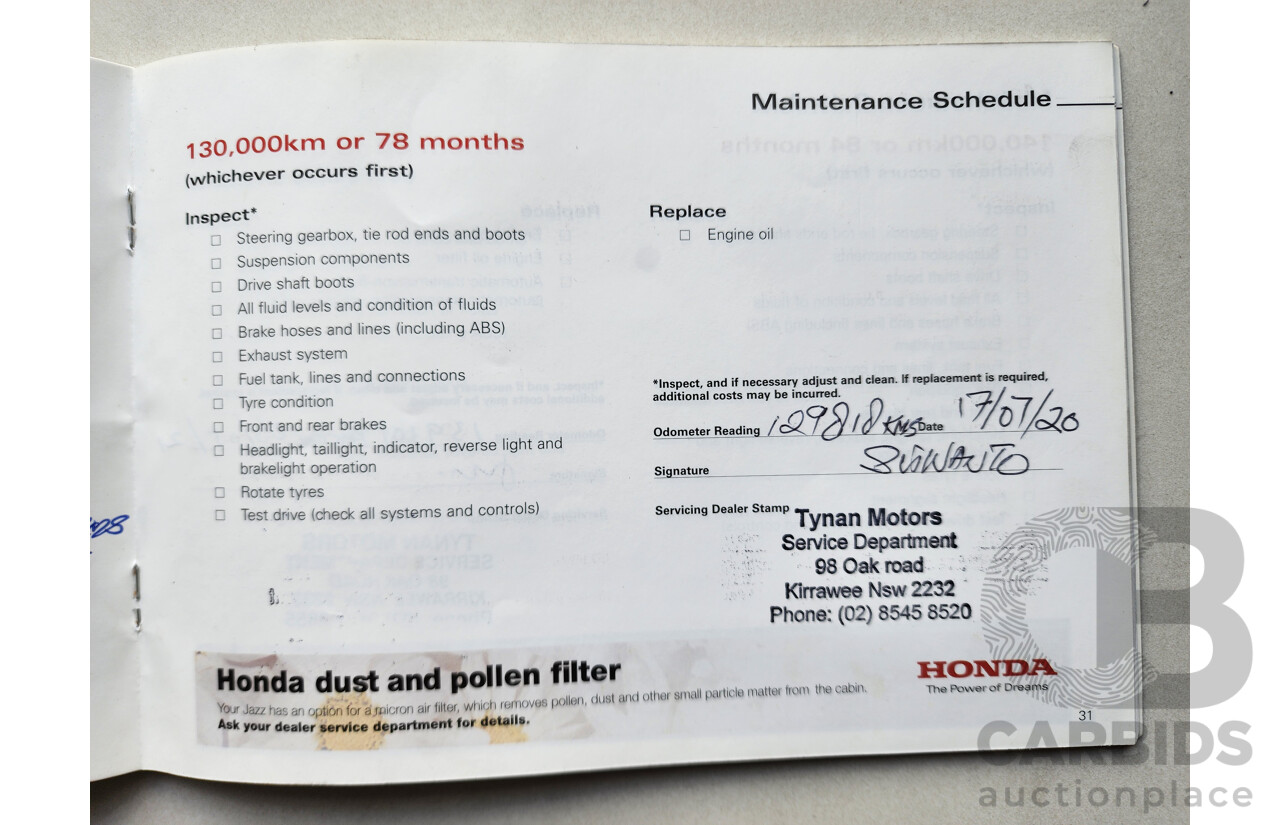 Maintenance Schedule
130,000km or 78 months
(whichever occurs first)
Inspect*
☐ Steering gearbox, tie rod ends and boots
☐ Suspension components
☐ Drive shaft boots
☐ All fluid levels and condition of fluids
☐ Brake hoses and lines (including ABS)
☐ Exhaust system
☐ Fuel tank, lines and connections
☐ Tyre condition
☐ Front and rear brakes
☐ Headlight, taillight, indicator, reverse light and
brakelight operation
☐ Rotate tyres
☐ Test drive (check all systems and controls)
Replace
☐ Engine oil
*Inspect, and if necessary adjust and clean. If replacement is required,
additional costs may be incurred.
Odometer Reading 129818 KMS Date 17/07/20
Signature
Servicing Dealer Stamp Tynan Motors
Service Department
98 Oak road
Kirrawee Nsw 2232
Phone: (02) 8545 8520
Honda dust and pollen filter
Your Jazz has an option for a micron air filter, which removes pollen, dust and other small particle matter from the cabin.
Ask your dealer service department for details.
HONDA
The Power of Dreams
31
CARBIDS
auctionplace